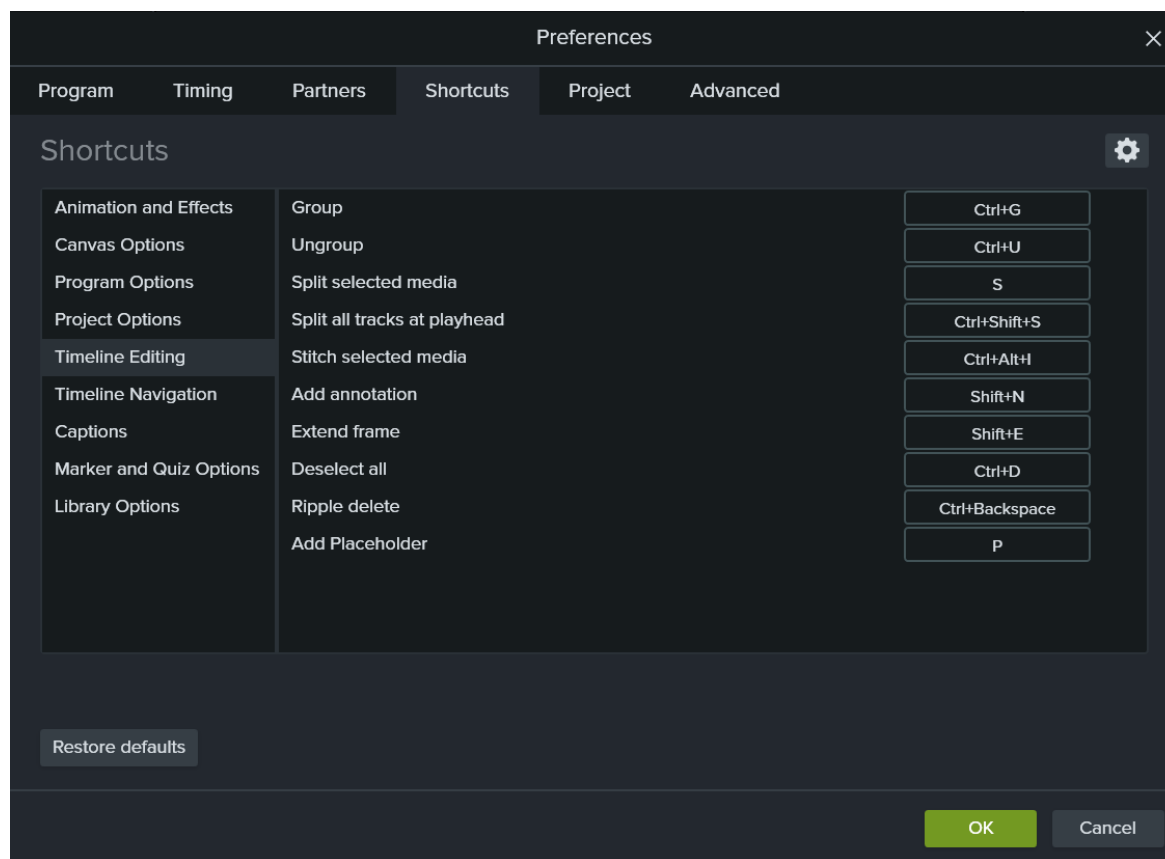 Preferences
Program Timing Partners Shortcuts Project Advanced
Shortcuts
Animation and Effects
Canvas Options
Program Options
Project Options
Timeline Editing
Timeline Navigation
Captions
Marker and Quiz Options
Library Options
Group Ctrl+G
Ungroup Ctrl+U
Split selected media S
Split all tracks at playhead Ctrl+Shift+S
Stitch selected media Ctrl+Alt+I
Add annotation Shift+N
Extend frame Shift+E
Deselect all Ctrl+D
Ripple delete Ctrl+Backspace
Add Placeholder P
Restore defaults
OK Cancel